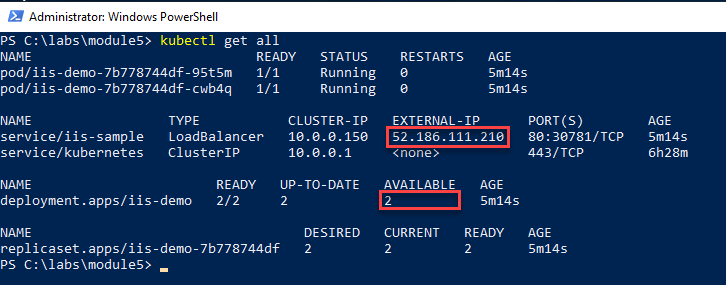 Administrator: Windows PowerShell
PS C:\labs\module5> kubectl get all
NAME READY STATUS RESTARTS AGE
pod/iis-demo-7b778744df-95t5m 1/1 Running 0 5m14s
pod/iis-demo-7b778744df-cwb4q 1/1 Running 0 5m14s
NAME TYPE CLUSTER-IP EXTERNAL-IP PORT(S) AGE
service/iis-sample LoadBalancer 10.0.0.150 52.186.111.210 80:30781/TCP 5m14s
service/kubernetes ClusterIP 10.0.0.1 <none> 443/TCP 6h28m
NAME READY UP-TO-DATE AVAILABLE AGE
deployment.apps/iis-demo 2/2 2 2 5m14s
NAME DESIRED CURRENT READY AGE
replicaset.apps/iis-demo-7b778744df 2 2 2 5m14s
PS C:\labs\module5> _